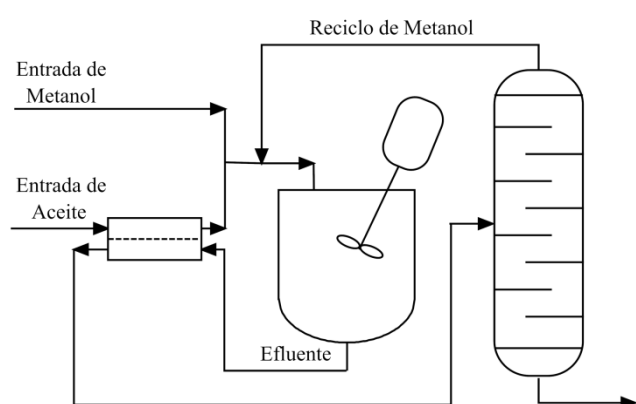 Reciclo de Metanol
Entrada de
Metanol
Entrada de
Aceite
Efluente